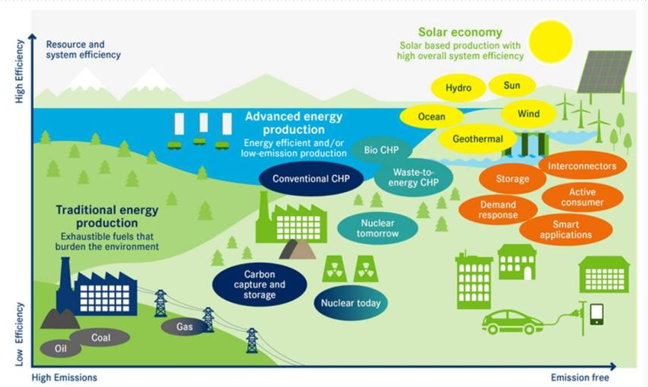 High Efficiency
Resource and
system efficiency
Solar economy
Solar based production with
high overall system efficiency
Hydro
Sun
Ocean
Wind
Geothermal
Advanced energy
production
Energy efficient and/or
low-emission production
Bio CHP
Conventional CHP
Waste-to-
energy CHP
Interconnectors
Storage
Active
consumer
Demand
response
Smart
applications
Traditional energy
production
Exhaustible fuels that
burden the environment
Nuclear
tomorrow
Carbon
capture and
storage
Nuclear today
Gas
Coal
Oil
Low Efficiency
High Emissions
Emission free